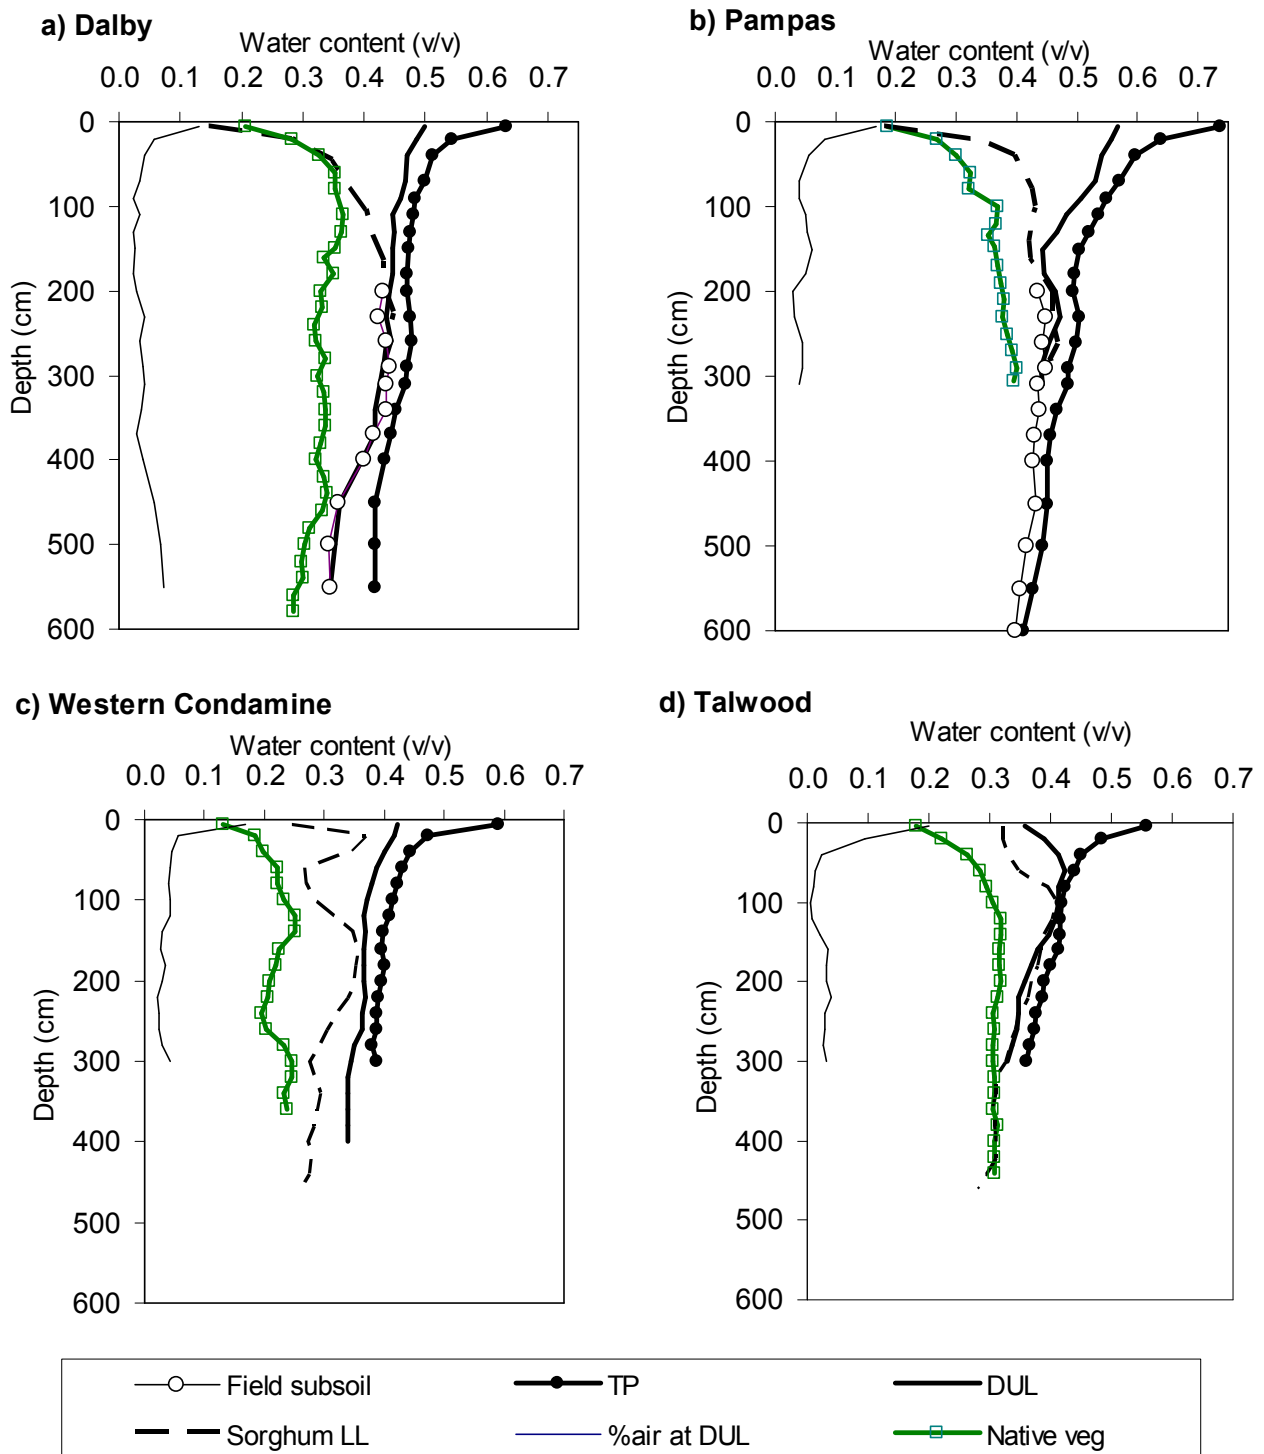 a) Dalby
Water content (v/v)
0.0 0.2 0.3 0.4 0.5 0.6 0.7
0
100
200
300
400
500
600
Depth (cm)
b) Pampas
Water content (v/v)
0.0 0.2 0.3 0.4 0.5 0.6 0.7
0
100
200
300
400
500
600
Depth (cm)
c) Western Condamine
Water content (v/v)
0.0 0.1 0.2 0.3 0.4 0.5 0.6 0.7
0
100
200
300
400
500
600
Depth (cm)
d) Talwood
Water content (v/v)
0.0 0.1 0.2 0.3 0.4 0.5 0.6 0.7
0
100
200
300
400
500
600
Depth (cm)
Field subsoil TP DUL
Sorghum LL %air at DUL Native veg